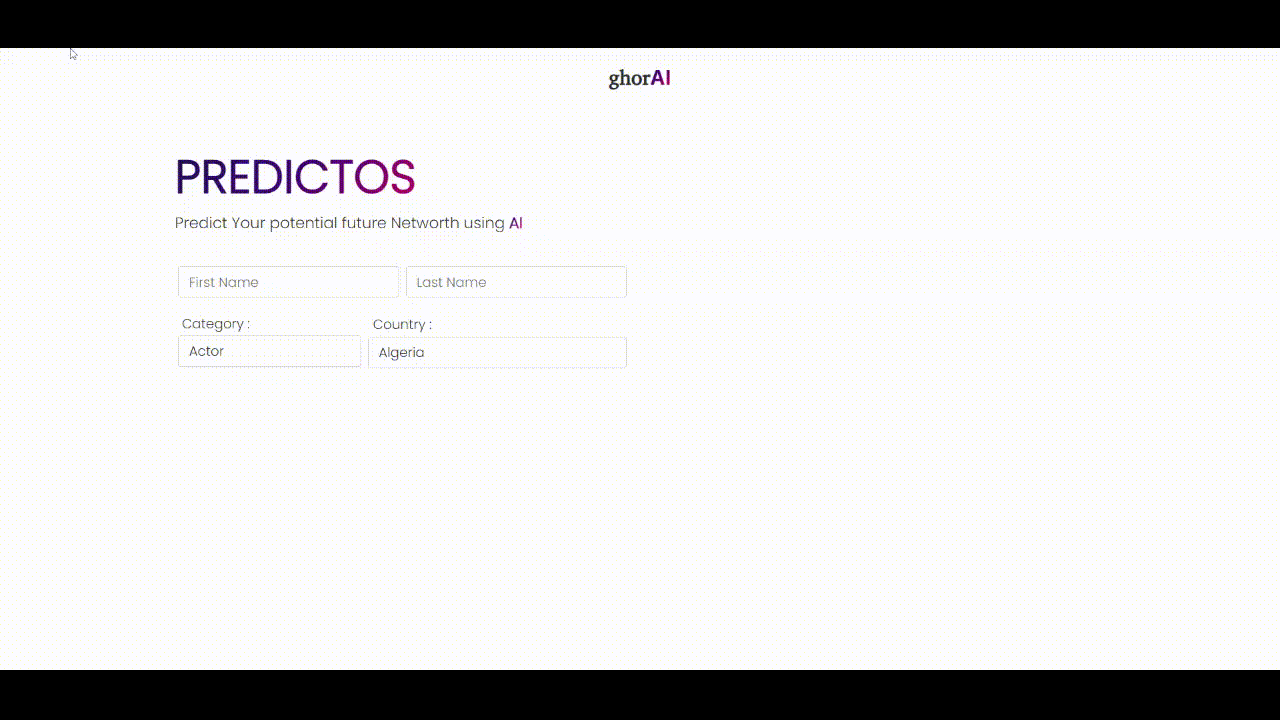 ghorAI
PREDICTOS
Predict Your potential future Networth using AI
First Name Last Name
Category : Country :
Actor Algeria